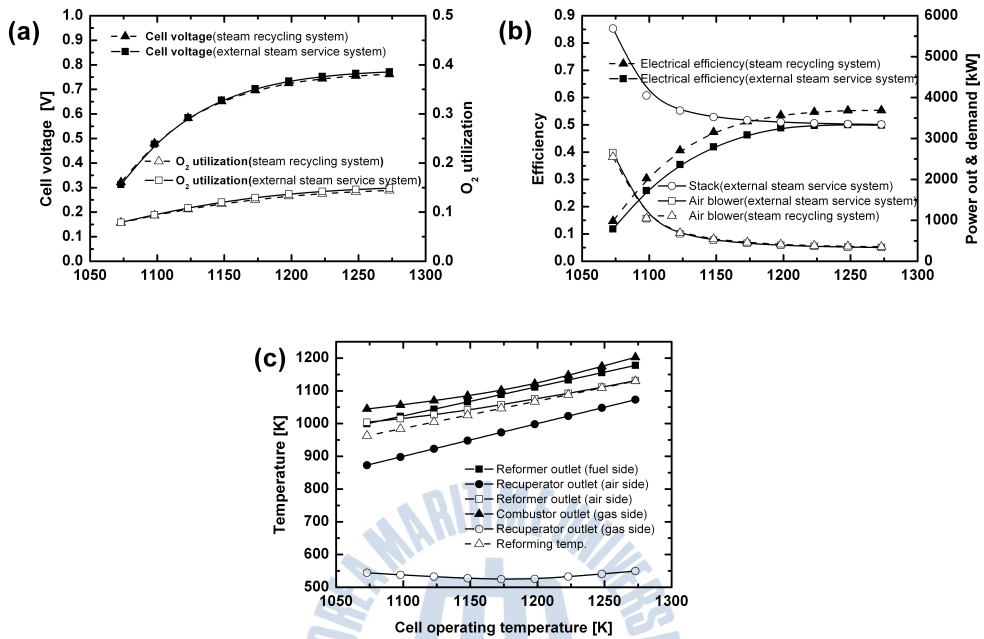 (a)
Cell voltage [V]
1.0
0.9
0.8
0.7
0.6
0.5
0.4
0.3
0.2
0.1
0.0
Cell voltage(steam recycling system)
Cell voltage(external steam service system)
O2 utilization(steam recycling system)
O2 utilization(external steam service system)
0.5
0.4
0.3
0.2
0.1
0.0
O2 utilization
1050 1100 1150 1200 1250 1300
(b)
Efficiency
0.9
0.8
0.7
0.6
0.5
0.4
0.3
0.2
0.1
0.0
Electrical efficiency(steam recycling system)
Electrical efficiency(external steam service system)
Stack(external steam service system)
Air blower(external steam service system)
Air blower(steam recycling system)
6000
5000
4000
3000
2000
1000
0
Power out & demand [kW]
1050 1100 1150 1200 1250 1300
(c)
Temperature [K]
1200
1100
1000
900
800
700
600
500
Reformer outlet (fuel side)
Recuperator outlet (air side)
Reformer outlet (air side)
Combustor outlet (gas side)
Recuperator outlet (gas side)
Reforming temp.
1050 1100 1150 1200 1250 1300
Cell operating temperature [K]
KOREA MARITIME UNIVERS